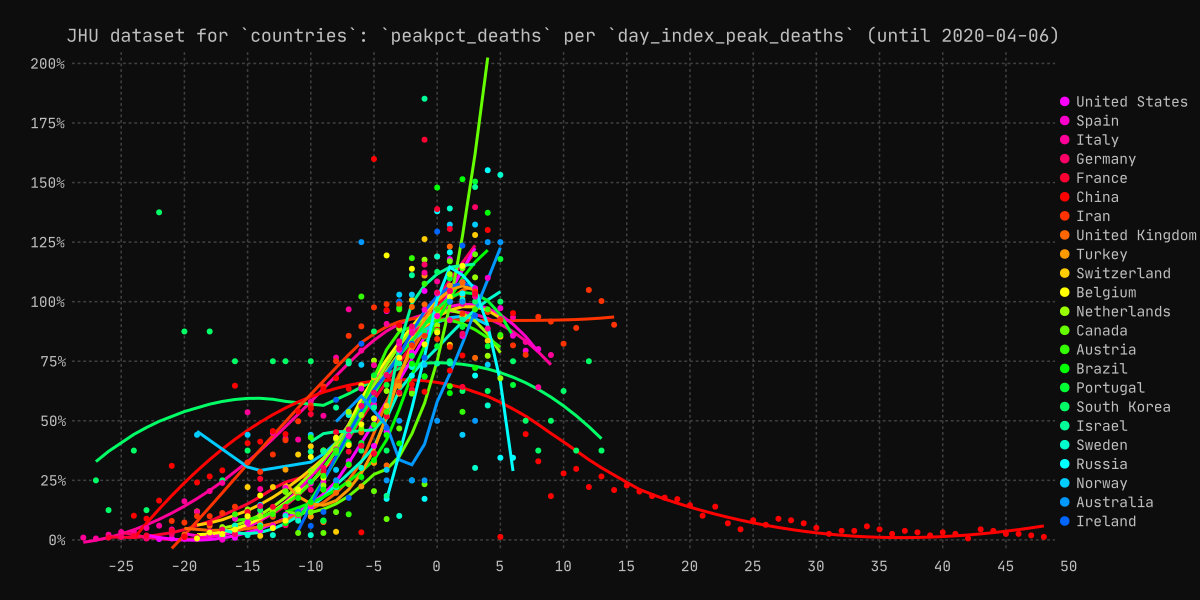 JHU dataset for `countries`: `peakpct_deaths` per `day_index_peak_deaths` (until 2020-04-06)
200%
175%
150%
125%
100%
75%
50%
25%
0%
-25
-20
-15
-10
-5
0
5
10
15
20
25
30
35
40
45
50
United States
Spain
Italy
Germany
France
China
Iran
United Kingdom
Turkey
Switzerland
Belgium
Netherlands
Canada
Austria
Brazil
Portugal
South Korea
Israel
Sweden
Russia
Norway
Australia
Ireland